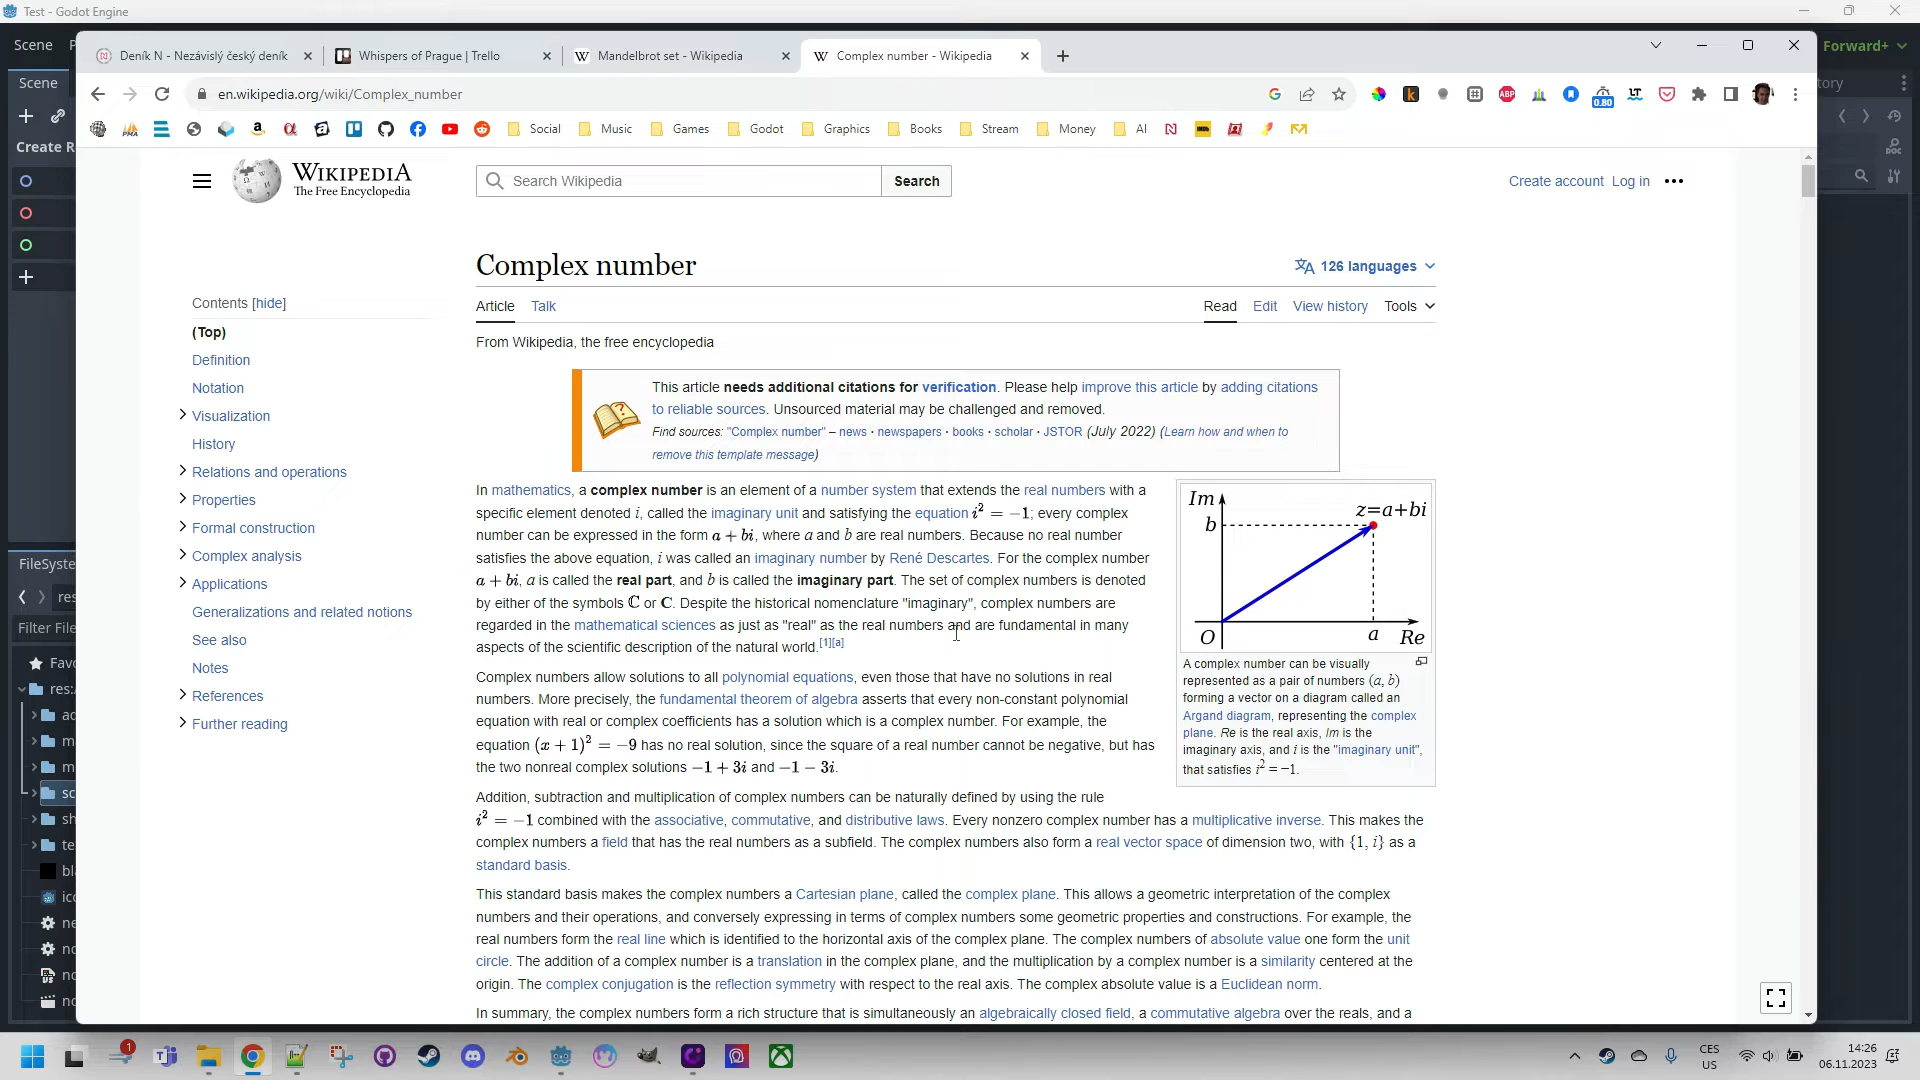 Test - Godot Engine
Scene
Forward+
Deník N - Nezávislý český deník
Whispers of Prague | Trello
Mandelbrot set - Wikipedia
Complex number - Wikipedia
Scene
en.wikipedia.org/wiki/Complex_number
0.80
Social
Music
Games
Godot
Graphics
Books
Stream
Money
AI
Create R
WIKIPEDIA
The Free Encyclopedia
Search Wikipedia
Search
Create account
Log in
Complex number
126 languages
Article
Talk
Read
Edit
View history
Tools
From Wikipedia, the free encyclopedia
Contents [hide]
(Top)
Definition
Notation
Visualization
History
Relations and operations
Properties
Formal construction
Complex analysis
Applications
Generalizations and related notions
See also
Notes
References
Further reading
This article needs additional citations for verification. Please help improve this article by adding citations
to reliable sources. Unsourced material may be challenged and removed.
Find sources: "Complex number" – news · newspapers · books · scholar · JSTOR (July 2022) (Learn how and when to
remove this template message)
In mathematics, a complex number is an element of a number system that extends the real numbers with a
specific element denoted i, called the imaginary unit and satisfying the equation i² = −1; every complex
number can be expressed in the form a + bi, where a and b are real numbers. Because no real number
satisfies the above equation, i was called an imaginary number by René Descartes. For the complex number
a + bi, a is called the real part, and b is called the imaginary part. The set of complex numbers is denoted
by either of the symbols ℂ or C. Despite the historical nomenclature "imaginary", complex numbers are
regarded in the mathematical sciences as just as "real" as the real numbers and are fundamental in many
aspects of the scientific description of the natural world.[1][a]
Complex numbers allow solutions to all polynomial equations, even those that have no solutions in real
numbers. More precisely, the fundamental theorem of algebra asserts that every non-constant polynomial
equation with real or complex coefficients has a solution which is a complex number. For example, the
equation (x + 1)² = −9 has no real solution, since the square of a real number cannot be negative, but has
the two nonreal complex solutions −1 + 3i and −1 − 3i.
Im
z=a+bi
b
O
a
Re
A complex number can be visually
represented as a pair of numbers (a, b)
forming a vector on a diagram called an
Argand diagram, representing the complex
plane. Re is the real axis, Im is the
imaginary axis, and i is the "imaginary unit",
that satisfies i² = −1.
Addition, subtraction and multiplication of complex numbers can be naturally defined by using the rule
i² = −1 combined with the associative, commutative, and distributive laws. Every nonzero complex number has a multiplicative inverse. This makes the
complex numbers a field that has the real numbers as a subfield. The complex numbers also form a real vector space of dimension two, with {1, i} as a
standard basis.
This standard basis makes the complex numbers a Cartesian plane, called the complex plane. This allows a geometric interpretation of the complex
numbers and their operations, and conversely expressing in terms of complex numbers some geometric properties and constructions. For example, the
real numbers form the real line which is identified to the horizontal axis of the complex plane. The complex numbers of absolute value one form the unit
circle. The addition of a complex number is a translation in the complex plane, and the multiplication by a complex number is a similarity centered at the
origin. The complex conjugation is the reflection symmetry with respect to the real axis. The complex absolute value is a Euclidean norm.
In summary, the complex numbers form a rich structure that is simultaneously an algebraically closed field, a commutative algebra over the reals, and a
FileSystem
res
Filter File
Favo
res:/
ad
m
m
sc
sh
te
bl
ico
ne
no
no
no
1
CES
US
14:26
06.11.2023